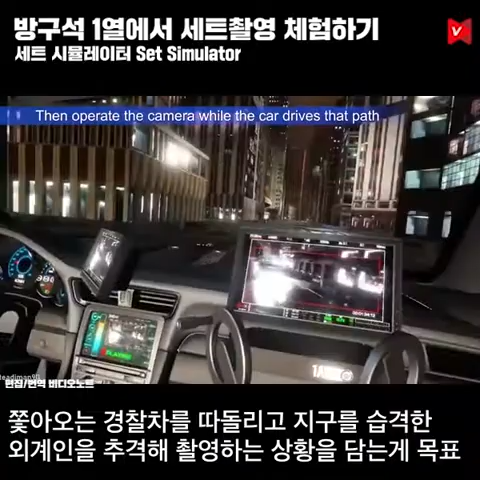 방구석 1열에서 세트촬영 체험하기
세트 시뮬레이터 Set Simulator
V
Then operate the camera while the car drives that path
teadiman90
편집/번역 비디오노트
쫓아오는 경찰차를 따돌리고 지구를 습격한
외계인을 추격해 촬영하는 상황을 담는게 목표